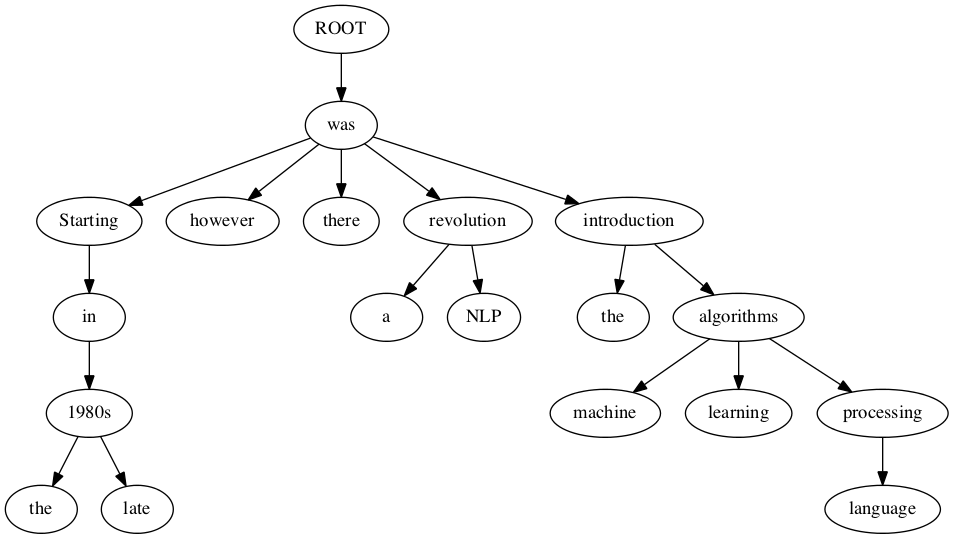 ROOT
was
Starting however there revolution introduction
in a NLP the algorithms
1980s machine learning processing
the late language